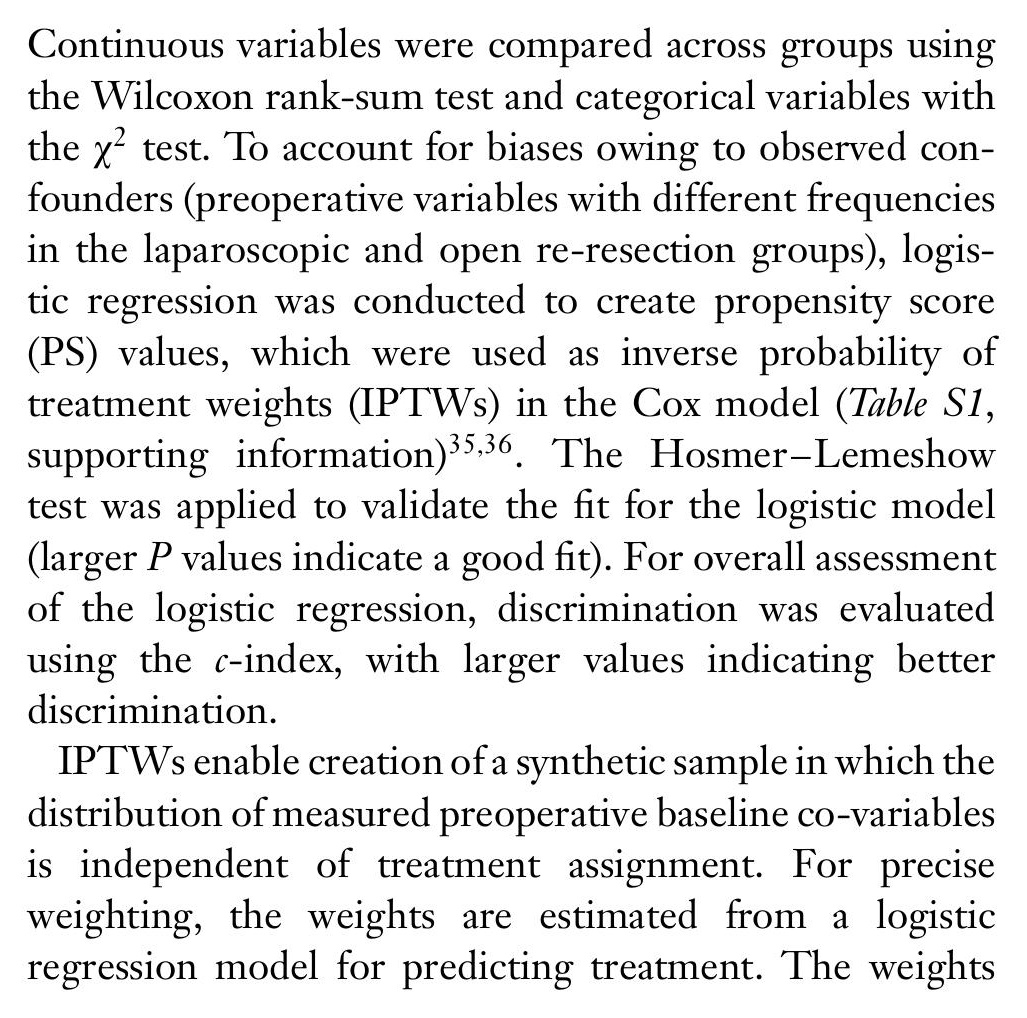 Continuous variables were compared across groups using
the Wilcoxon rank-sum test and categorical variables with
the χ² test. To account for biases owing to observed con-
founders (preoperative variables with different frequencies
in the laparoscopic and open re-resection groups), logis-
tic regression was conducted to create propensity score
(PS) values, which were used as inverse probability of
treatment weights (IPTWs) in the Cox model (Table S1,
supporting information)³⁵,³⁶. The Hosmer–Lemeshow
test was applied to validate the fit for the logistic model
(larger P values indicate a good fit). For overall assessment
of the logistic regression, discrimination was evaluated
using the c-index, with larger values indicating better
discrimination.
IPTWs enable creation of a synthetic sample in which the
distribution of measured preoperative baseline co-variables
is independent of treatment assignment. For precise
weighting, the weights are estimated from a logistic
regression model for predicting treatment. The weights